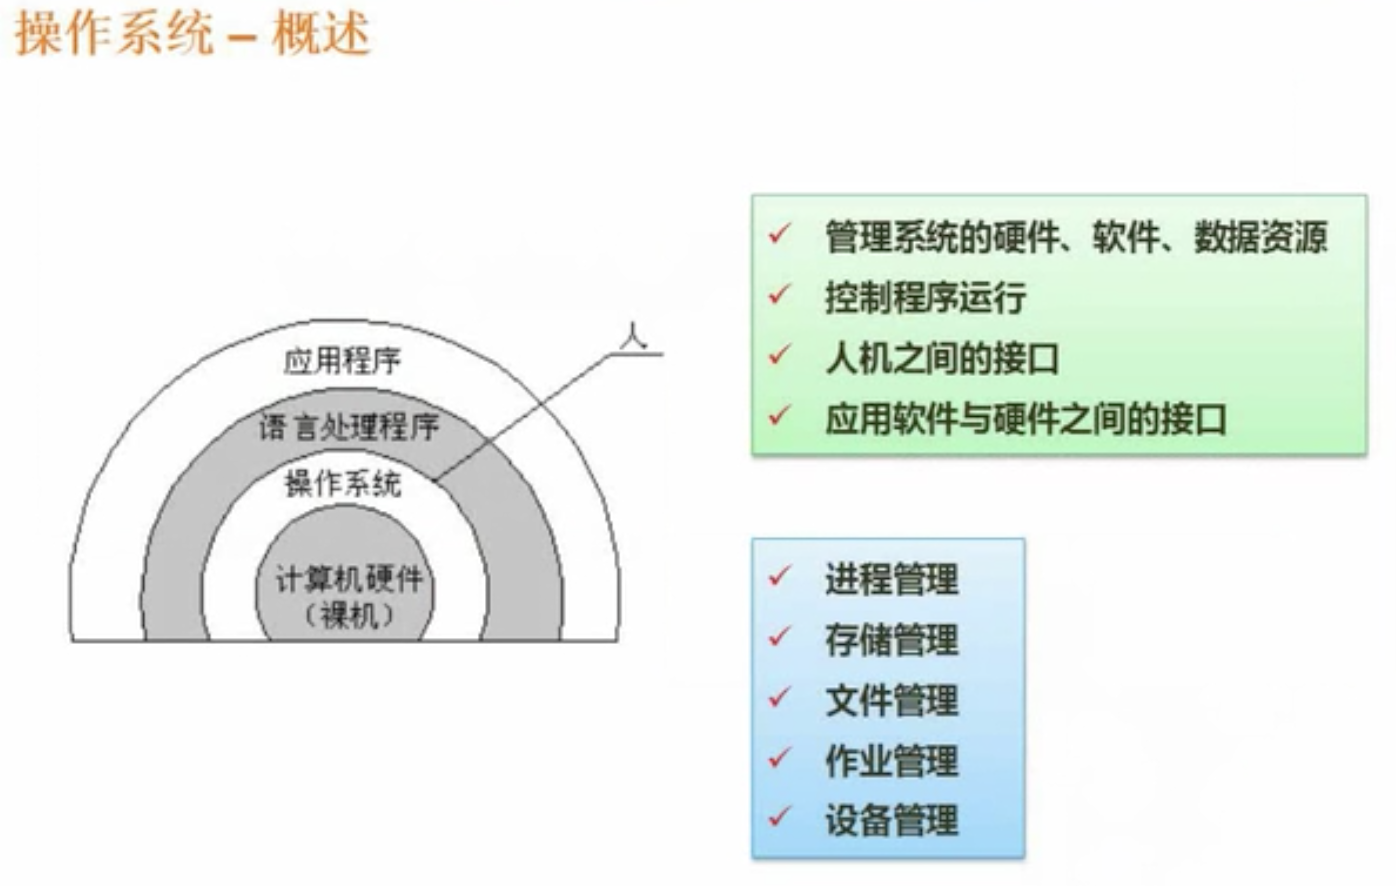 操作系统 – 概述
人
应用程序
语言处理程序
操作系统
计算机硬件
（裸机）
✓ 管理系统的硬件、软件、数据资源
✓ 控制程序运行
✓ 人机之间的接口
✓ 应用软件与硬件之间的接口
✓ 进程管理
✓ 存储管理
✓ 文件管理
✓ 作业管理
✓ 设备管理